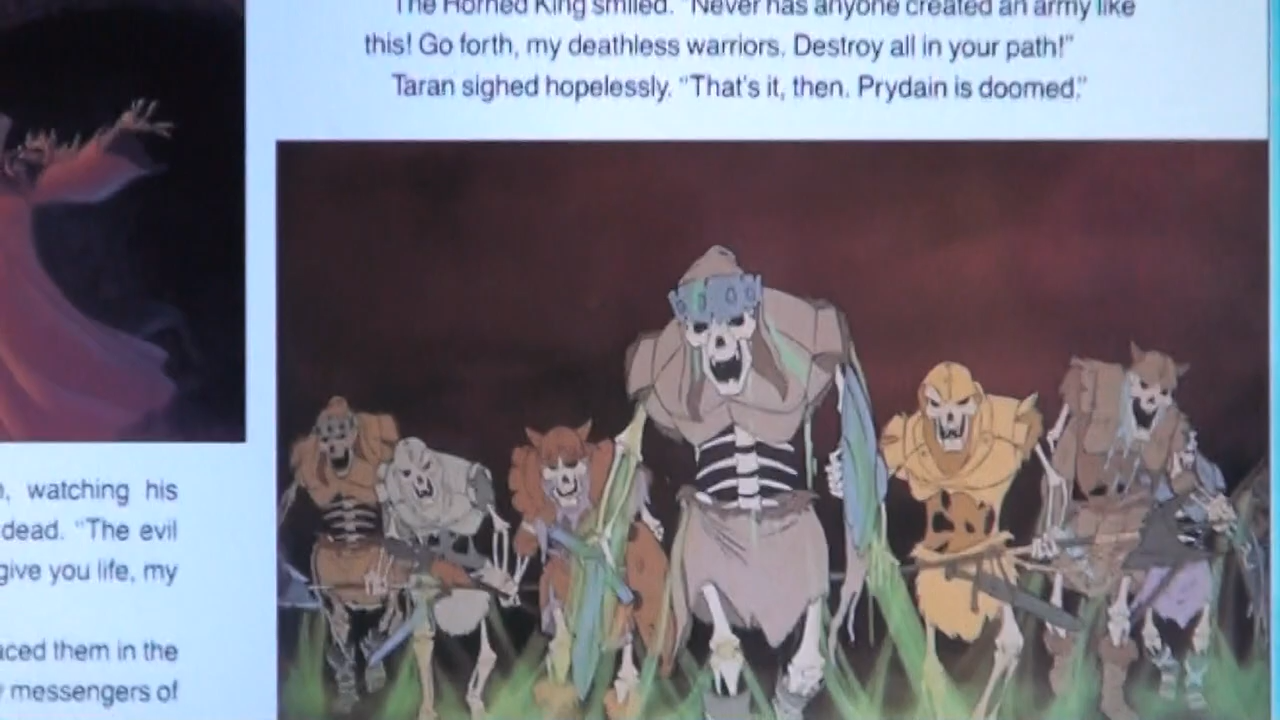 The Horned King smiled. "Never has anyone created an army like
this! Go forth, my deathless warriors. Destroy all in your path!"
Taran sighed hopelessly. "That's it, then. Prydain is doomed."
watching his
dead. "The evil
give you life, my
them in the
messengers of